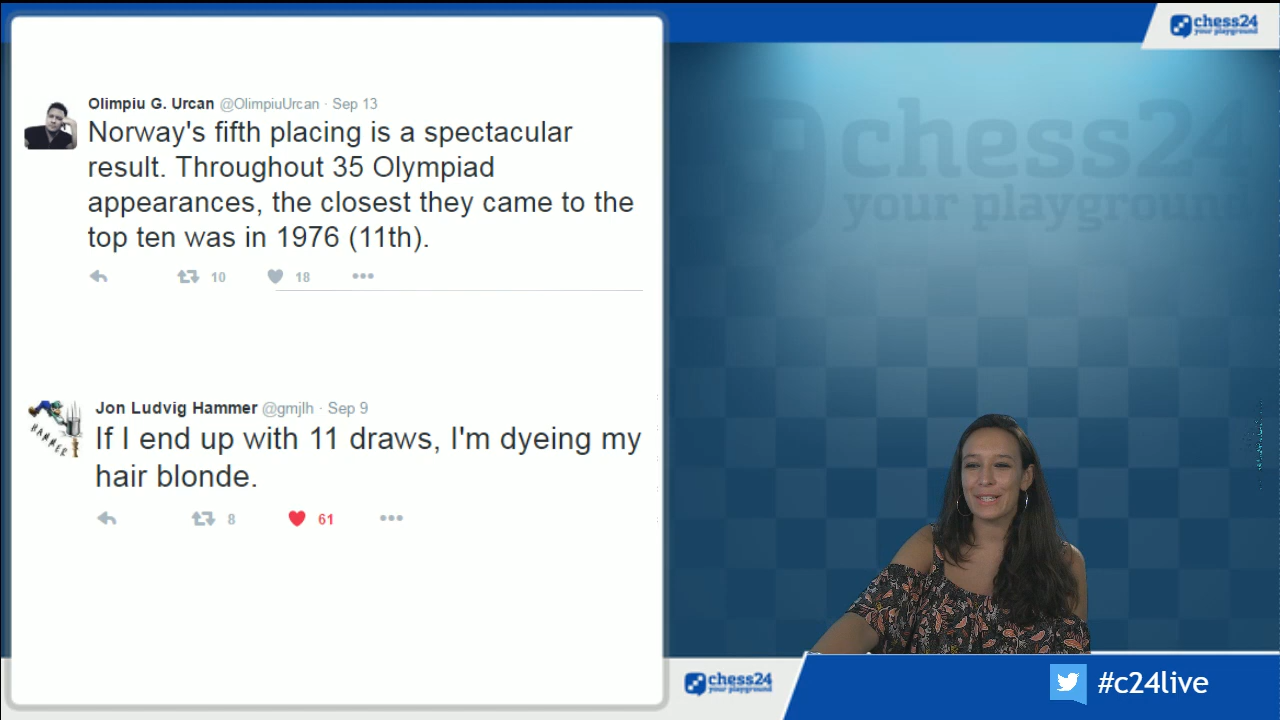 Olimpiu G. Urcan @OlimpiuUrcan · Sep 13
Norway's fifth placing is a spectacular
result. Throughout 35 Olympiad
appearances, the closest they came to the
top ten was in 1976 (11th).
10 18
Jon Ludvig Hammer @gmjlh · Sep 9
If I end up with 11 draws, I'm dyeing my
hair blonde.
8 61
HAMMER
chess24
your playground
chess24
your playground
chess24
your playground
#c24live